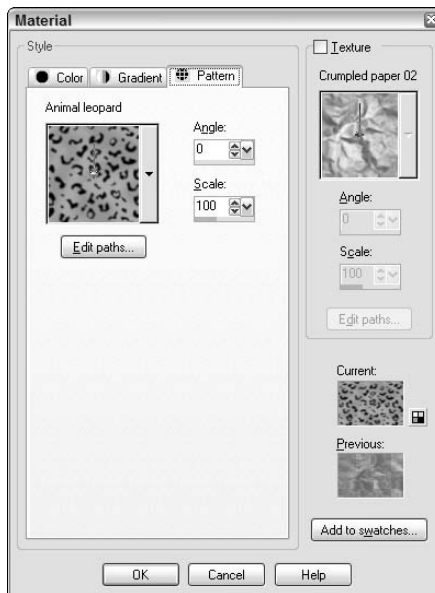 Material
Style
Color
Gradient
Pattern
Animal leopard
Angle:
0
Scale:
100
Edit paths...
Texture
Crumpled paper 02
Angle:
0
Scale:
100
Edit paths...
Current:
Previous:
Add to swatches...
OK
Cancel
Help